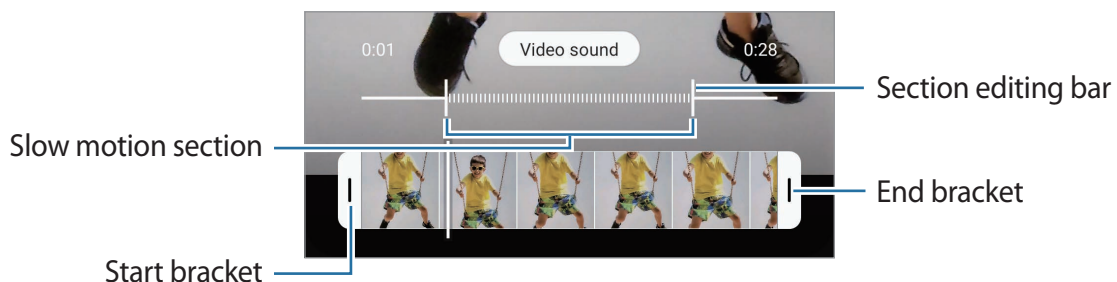 0:01
Video sound
0:28
Section editing bar
Slow motion section
End bracket
Start bracket